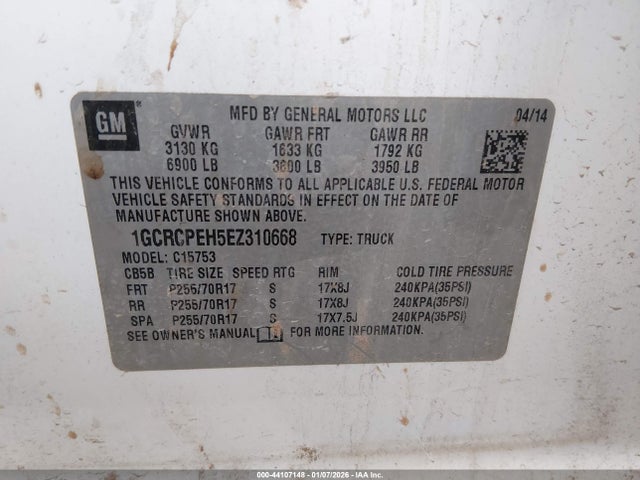 GM
MFD BY GENERAL MOTORS LLC 04/14
GVWR GAWR FRT GAWR RR
3130 KG 1633 KG 1792 KG
6900 LB 3600 LB 3950 LB
THIS VEHICLE CONFORMS TO ALL APPLICABLE U.S. FEDERAL MOTOR
VEHICLE SAFETY STANDARDS IN EFFECT ON THE DATE OF
MANUFACTURE SHOWN ABOVE.
1GCRCPEH5EZ310668 TYPE: TRUCK
MODEL: C15753
CB5B TIRE SIZE SPEED RTG RIM COLD TIRE PRESSURE
FRT P255/70R17 S 17X8J 240KPA(35PSI)
RR P255/70R17 S 17X8J 240KPA(35PSI)
SPA P255/70R17 S 17X7.5J 240KPA(35PSI)
SEE OWNER'S MANUAL FOR MORE INFORMATION.
000-44107148 - 01/07/2026 - IAA Inc.